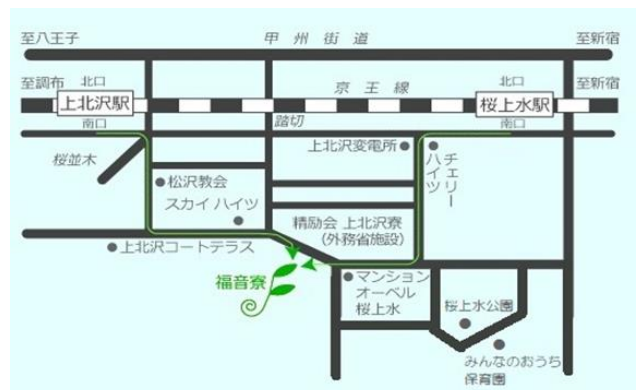 至八王子
甲州街道
至新宿
至調布
北口
上北沢駅
京王線
北口
桜上水駅
至新宿
南口
踏切
南口
桜並木
上北沢変電所
チェリー
ハイツ
松沢教会
スカイ ハイツ
精励会 上北沢寮
(外務省施設)
上北沢コートテラス
福音寮
マンション
オーベル
桜上水
桜上水公園
みんなのおうち
保育園